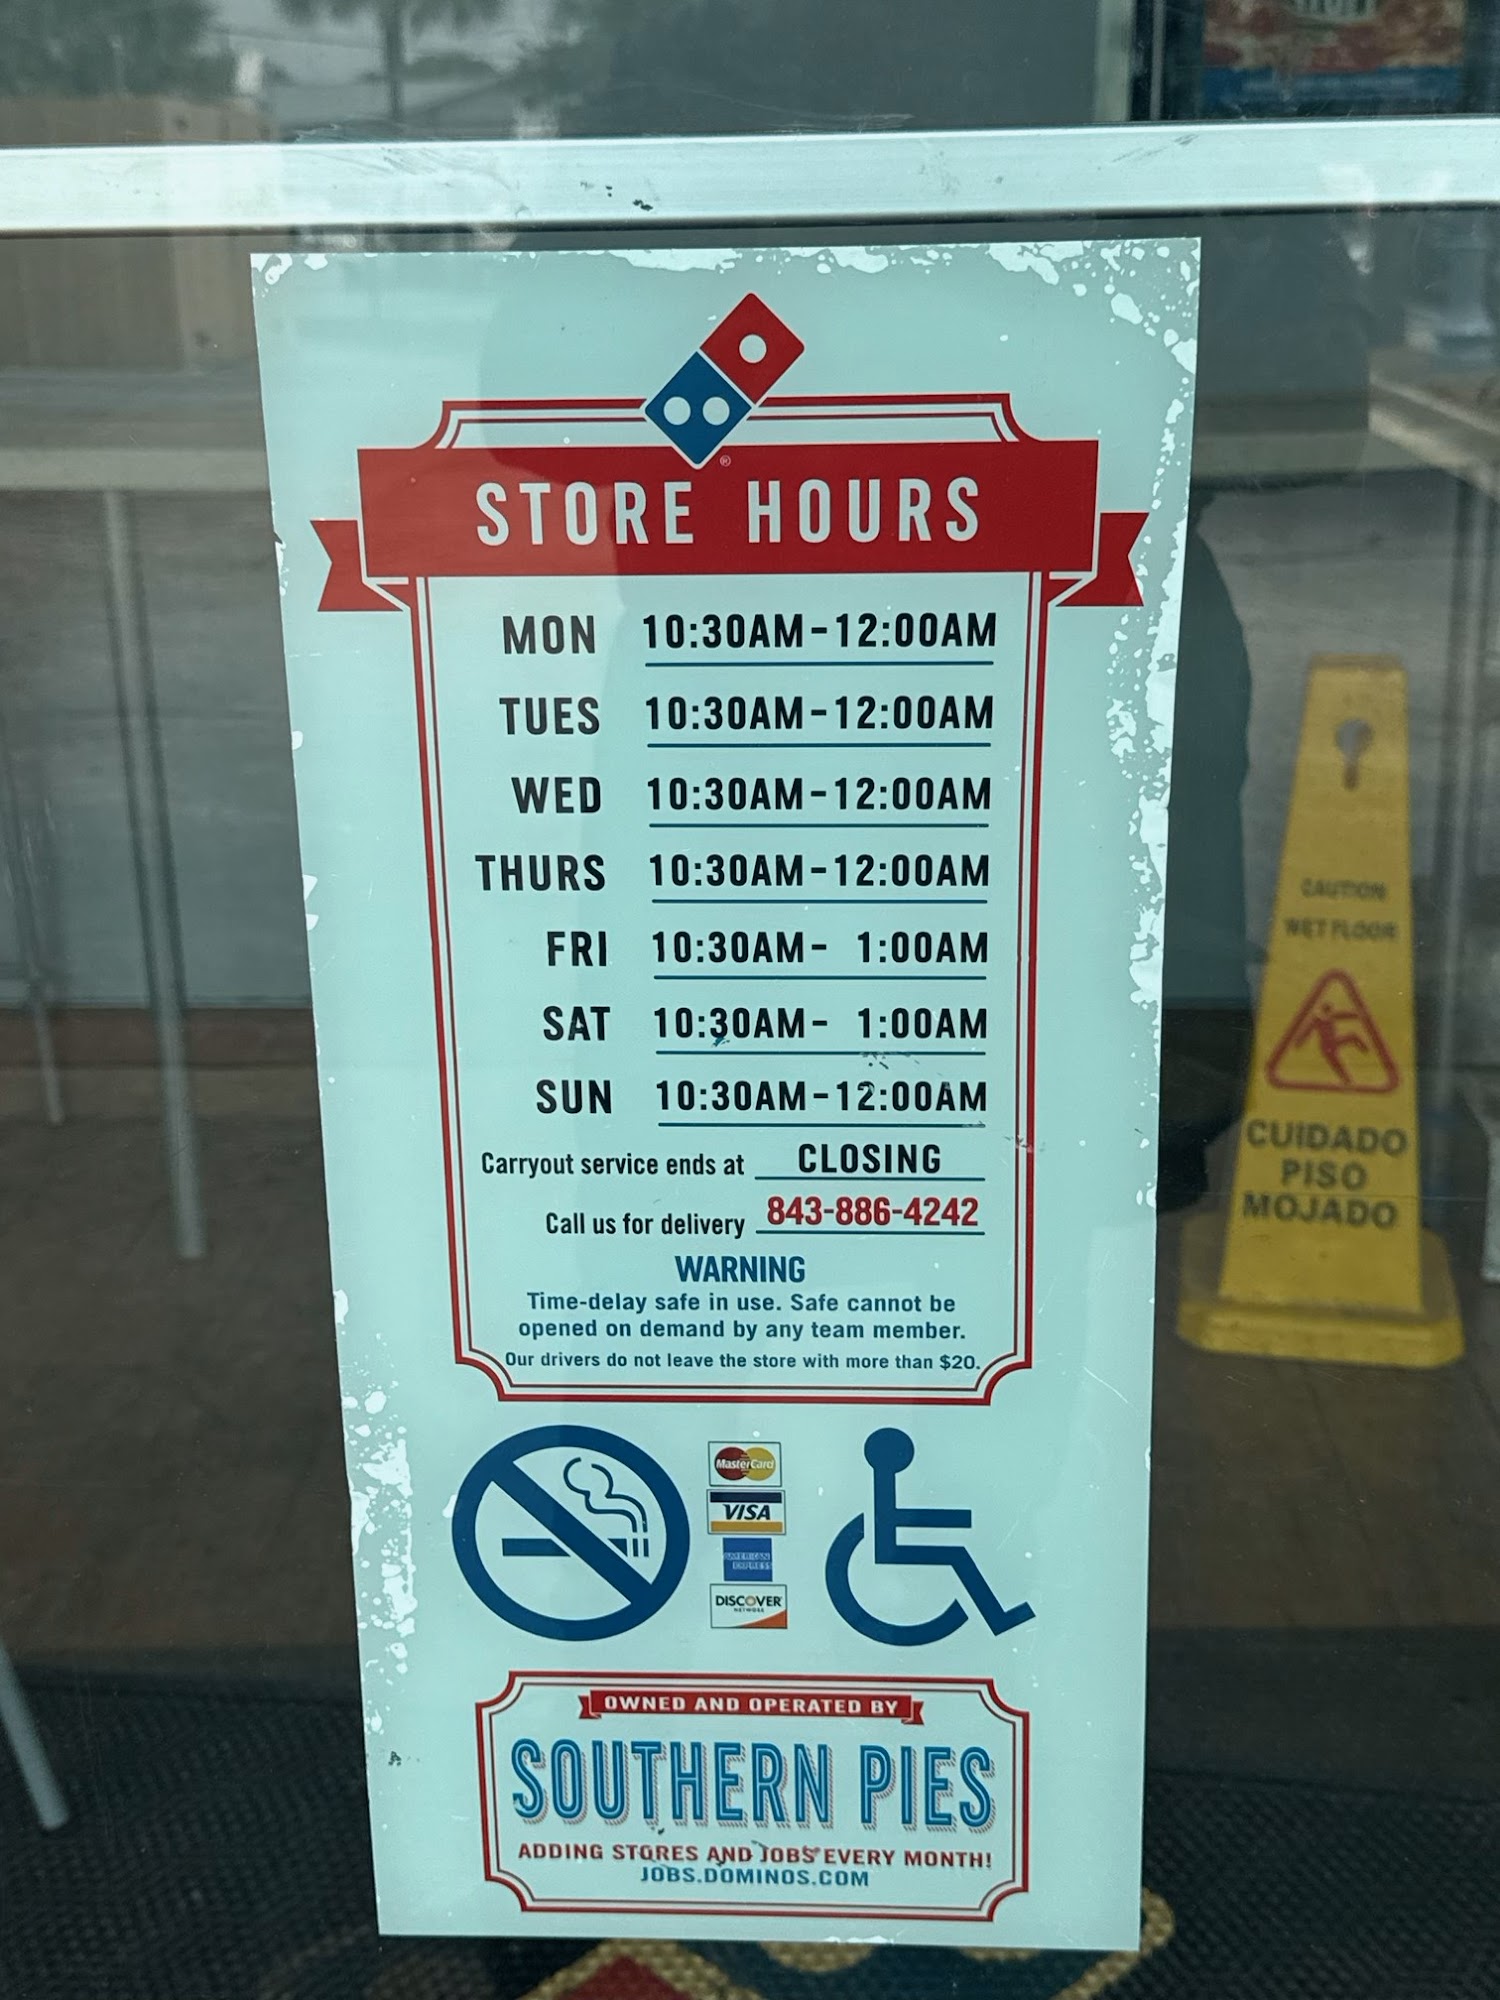 STORE HOURS
MON 10:30AM-12:00AM
TUES 10:30AM-12:00AM
WED 10:30AM-12:00AM
THURS 10:30AM-12:00AM
FRI 10:30AM- 1:00AM
SAT 10:30AM- 1:00AM
SUN 10:30AM-12:00AM
Carryout service ends at CLOSING
Call us for delivery 843-886-4242
WARNING
Time-delay safe in use. Safe cannot be
opened on demand by any team member.
Our drivers do not leave the store with more than $20.
MasterCard
VISA
AMERICAN
EXPRESS
DISCOVER
NETWORK
OWNED AND OPERATED BY
SOUTHERN PIES
ADDING STORES AND JOBS EVERY MONTH!
JOBS.DOMINOS.COM
CAUTION
WET FLOOR
CUIDADO
PISO
MOJADO